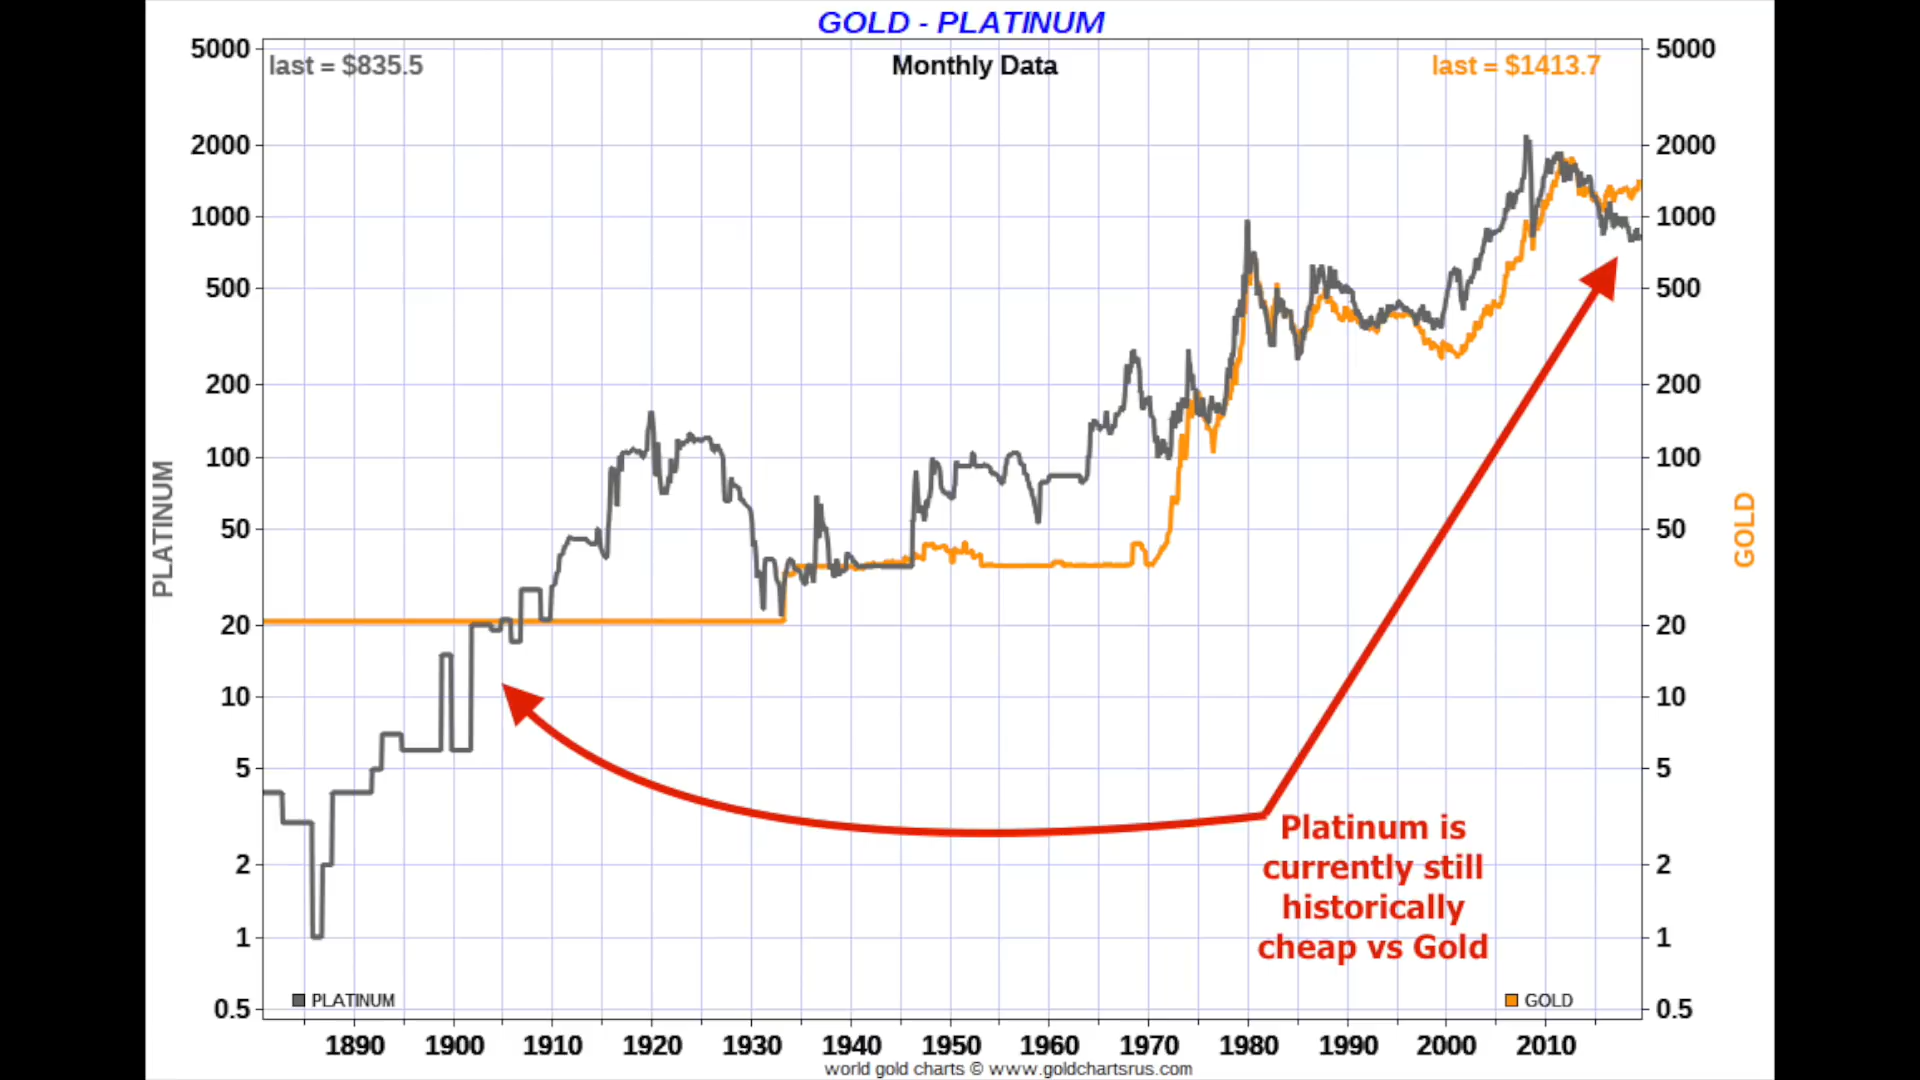 GOLD - PLATINUM
last = $835.5
Monthly Data
last = $1413.7
5000
2000
1000
500
200
100
50
20
10
5
2
1
0.5
PLATINUM
5000
2000
1000
500
200
100
50
20
10
5
2
1
0.5
GOLD
Platinum is
currently still
historically
cheap vs Gold
PLATINUM
GOLD
1890 1900 1910 1920 1930 1940 1950 1960 1970 1980 1990 2000 2010
world gold charts © www.goldchartsrus.com